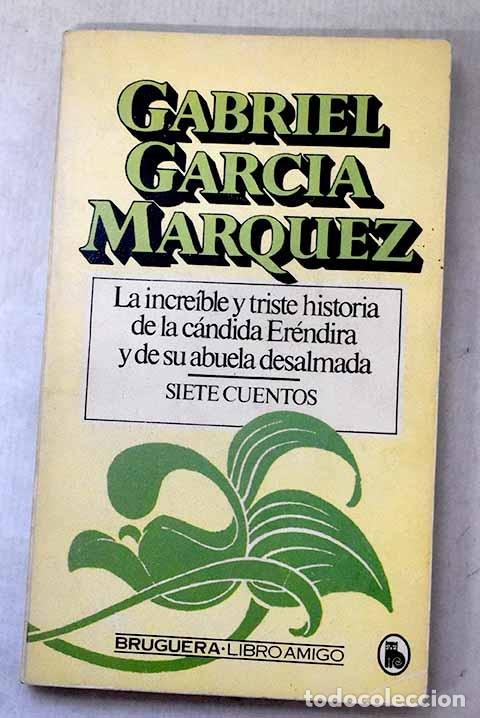 GABRIEL
GARCIA
MARQUEZ
La increíble y triste historia
de la cándida Eréndira
y de su abuela desalmada
SIETE CUENTOS
BRUGUERA·LIBRO AMIGO
todocoleccion